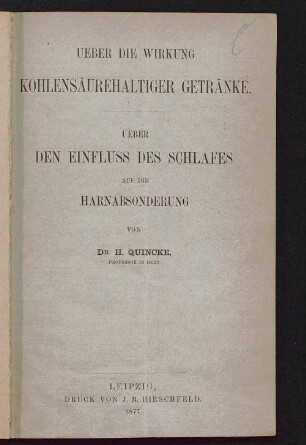 UEBER DIE WIRKUNG
KOHLENSÄUREHALTIGER GETRÄNKE.
UEBER
DEN EINFLUSS DES SCHLAFES
AUF DIE
HARNABSONDERUNG
VON
DR. H. QUINCKE,
PROFESSOR IN BERN.
LEIPZIG,
DRUCK VON J. B. HIRSCHFELD.
1877.